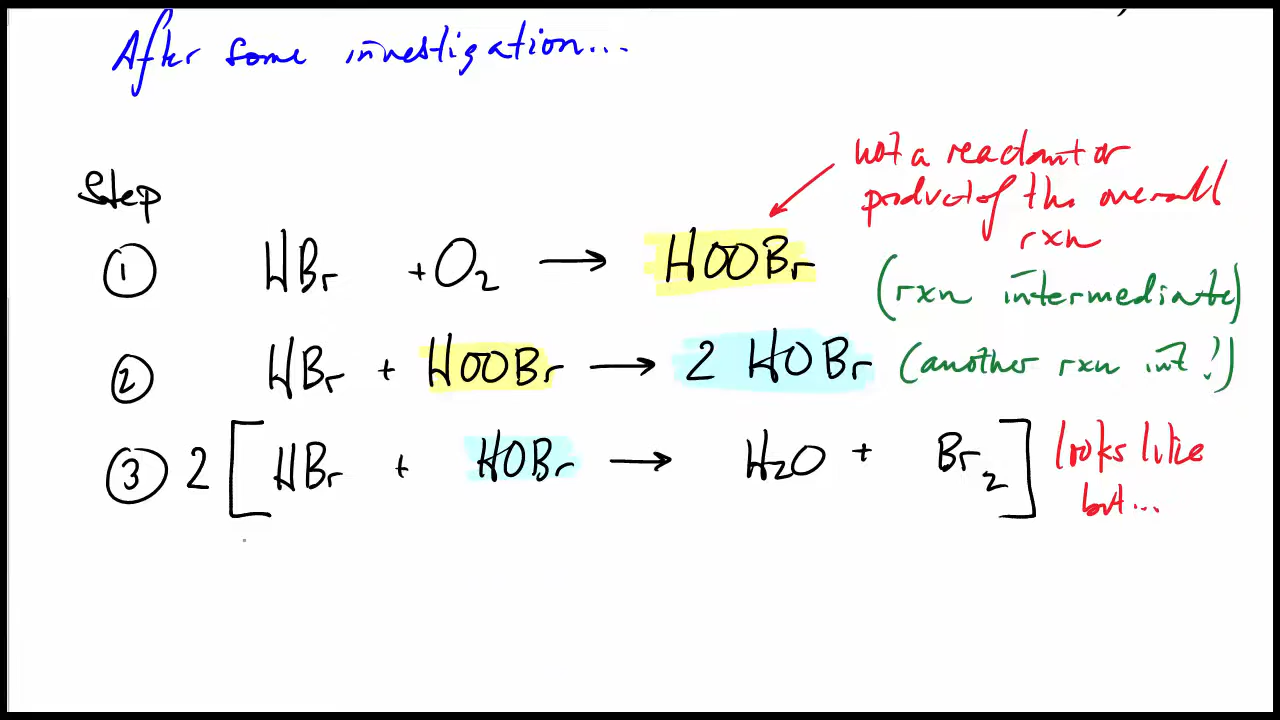 After some investigation...
not a reactant or
product of the overall
rxn
Step
① HBr + O₂ → HOOBr
(rxn intermediate)
② HBr + HOOBr → 2 HOBr (another rxn int!)
③ 2 [HBr + HOBr → H₂O + Br₂] looks like
but...